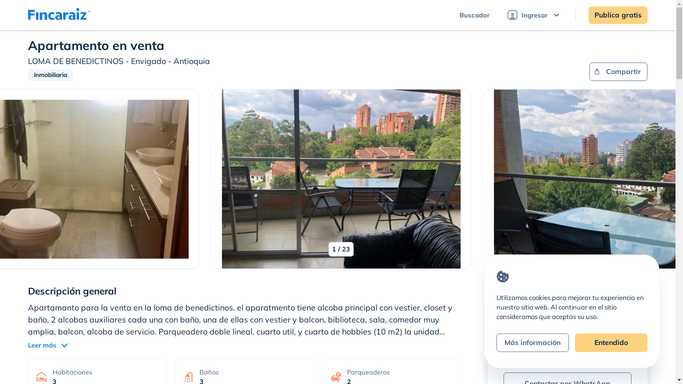 Fincaraiz
Buscador
Ingresar
Publica gratis
Apartamento en venta
LOMA DE BENEDICTINOS - Envigado - Antioquia
Inmobiliaria
Compartir
1 / 23
Descripción general
Apartamanto para la venta en la loma de benedictinos. el aparatmento tiene alcoba principal con vestier, closet y
baño, 2 alcobas auxiliares cada una con baño, una de ellas con vestier y balcon, biblioteca, sala, comedor muy
amplia, balcon, alcoba de servicio. Parqueadero doble lineal, cuarto util, y cuarto de hobbies (10 m2) la unidad...
Leer más
Habitaciones
3
Baños
3
Parqueaderos
2
Utilizamos cookies para mejorar tu experiencia en
nuestro sitio web. Al continuar en el sitio
consideramos que aceptas su uso.
Más información
Entendido
Contactar por WhatsApp